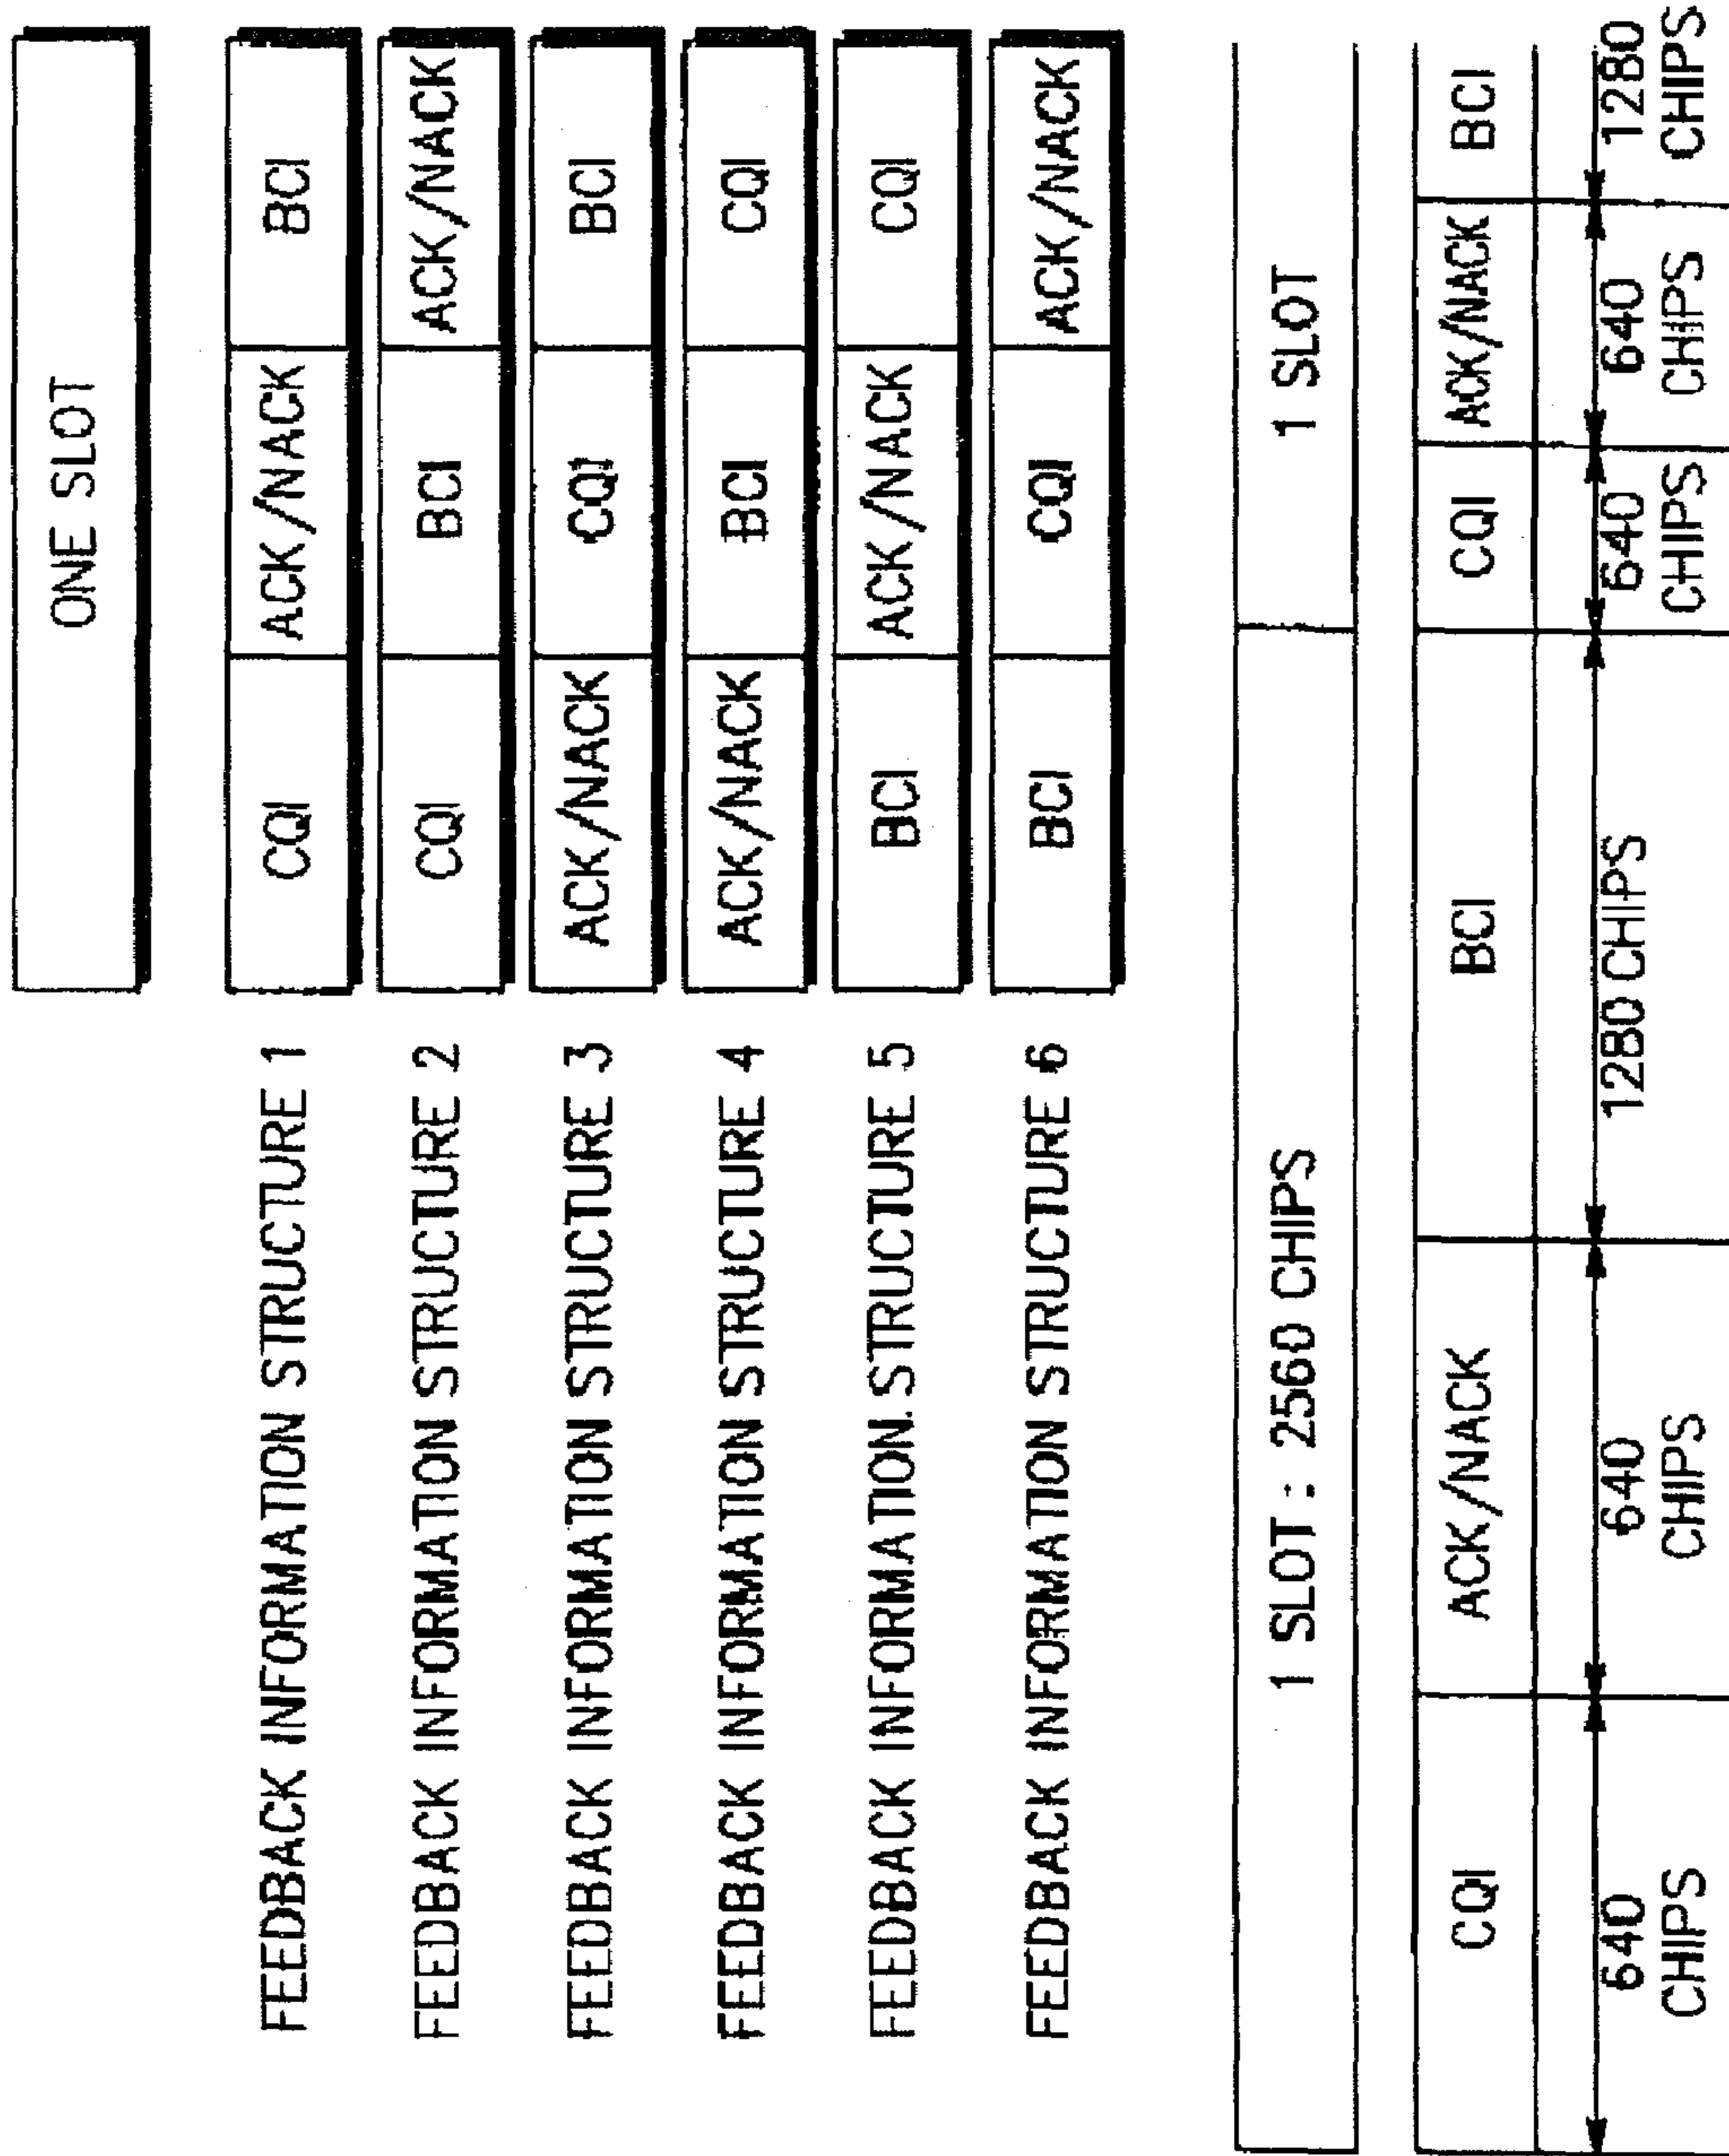 ONE SLOT
FEEDBACK INFORMATION STRUCTURE 1 CQI ACK/NACK BCI
FEEDBACK INFORMATION STRUCTURE 2 CQI BCI ACK/NACK
FEEDBACK INFORMATION STRUCTURE 3 ACK/NACK CQI BCI
FEEDBACK INFORMATION STRUCTURE 4 ACK/NACK BCI CQI
FEEDBACK INFORMATION STRUCTURE 5 BCI ACK/NACK CQI
FEEDBACK INFORMATION STRUCTURE 6 BCI CQI ACK/NACK
1 SLOT : 2560 CHIPS 1 SLOT
CQI ACK/NACK BCI CQI ACK/NACK BCI
640 640 1280 CHIPS 640 640 1280
CHIPS CHIPS CHIPS CHIPS CHIPS